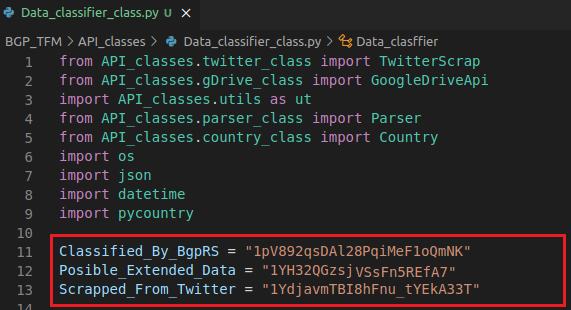 Data_classifier_class.py U ×
BGP_TFM > API_classes > Data_classifier_class.py > Data_clasffier
1 from API_classes.twitter_class import TwitterScrap
2 from API_classes.gDrive_class import GoogleDriveApi
3 import API_classes.utils as ut
4 from API_classes.parser_class import Parser
5 from API_classes.country_class import Country
6 import os
7 import json
8 import datetime
9 import pycountry
10
11 Classified_By_BgpRS = "1pV892qsDAl28PqiMeF1oQmNK"
12 Posible_Extended_Data = "1YH32QGzsjVSsFn5REfA7"
13 Scrapped_From_Twitter = "1YdjavmTBI8hFnu_tYEkA33T"
14